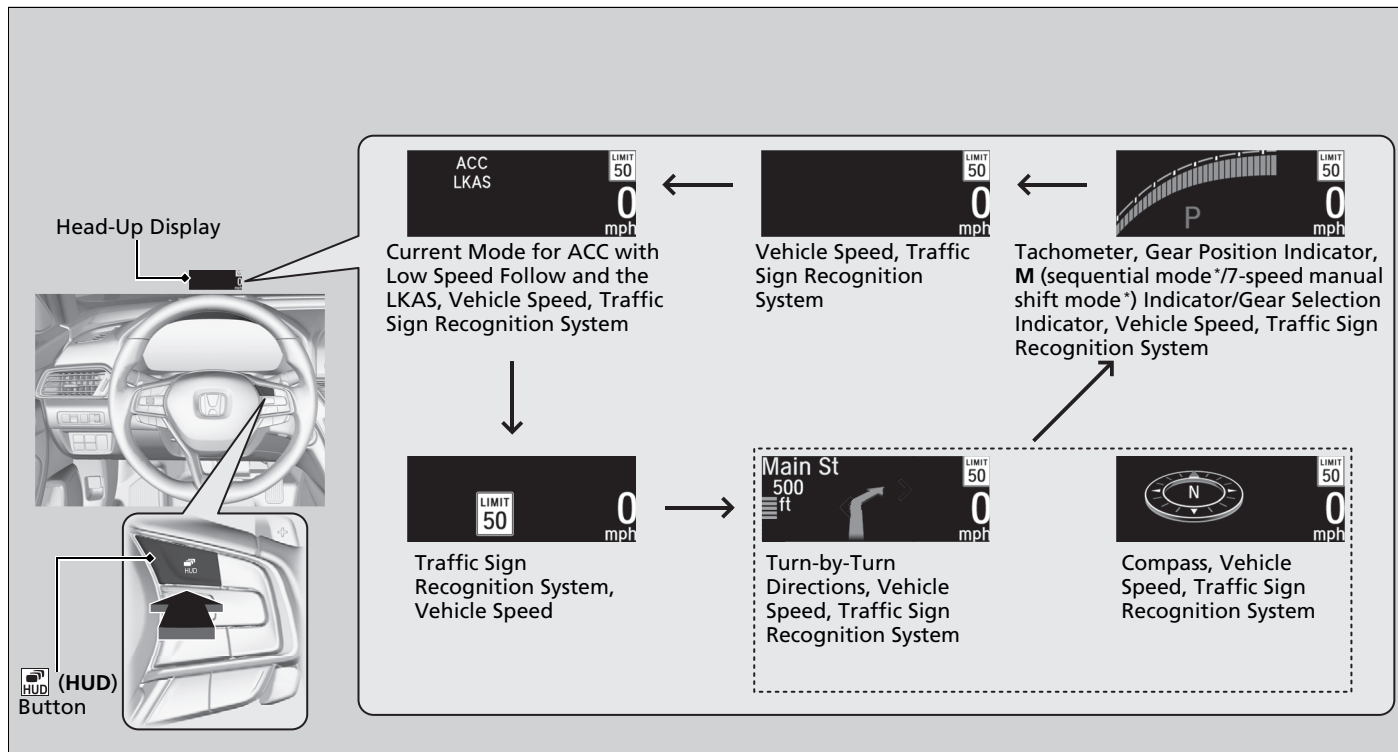 Head-Up Display
ACC
LKAS
LIMIT
50
0
mph
Current Mode for ACC with
Low Speed Follow and the
LKAS, Vehicle Speed, Traffic
Sign Recognition System
LIMIT
50
0
mph
Vehicle Speed, Traffic
Sign Recognition
System
P
LIMIT
50
0
mph
Tachometer, Gear Position Indicator,
M (sequential mode*/7-speed manual
shift mode*) Indicator/Gear Selection
Indicator, Vehicle Speed, Traffic Sign
Recognition System
LIMIT
50
0
mph
Traffic Sign
Recognition System,
Vehicle Speed
Main St
500
ft
LIMIT
50
0
mph
Turn-by-Turn
Directions, Vehicle
Speed, Traffic Sign
Recognition System
N
LIMIT
50
0
mph
Compass, Vehicle
Speed, Traffic Sign
Recognition System
HUD
HUD (HUD)
Button